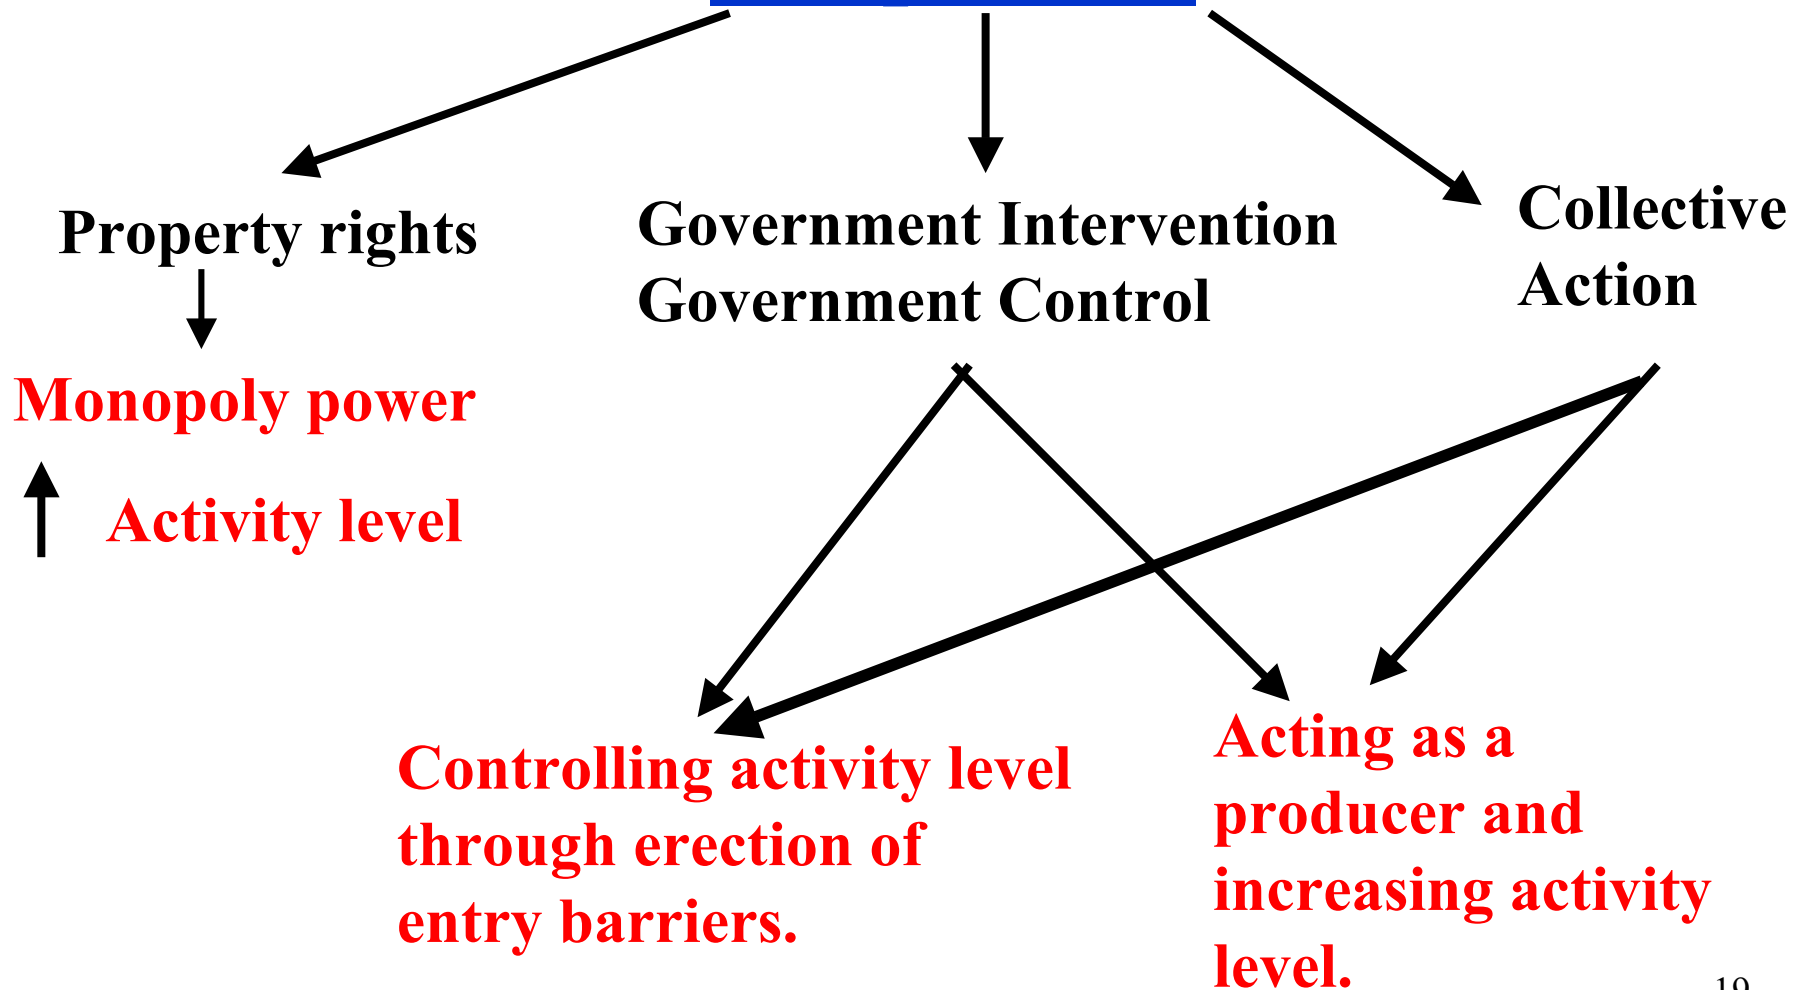 Property rights
Government Intervention
Government Control
Collective
Action
Monopoly power
Activity level
Controlling activity level
through erection of
entry barriers.
Acting as a
producer and
increasing activity
level.
19